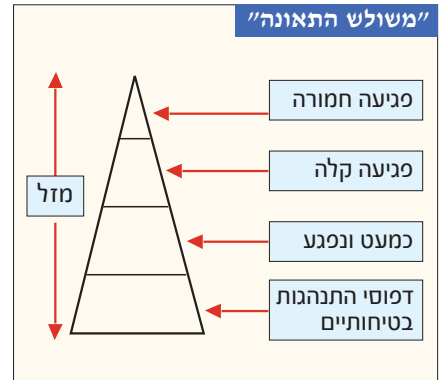 "משולש התאונה"
פגיעה חמורה
פגיעה קלה
מזל
כמעט ונפגע
דפוסי התנהגות
בטיחותיים